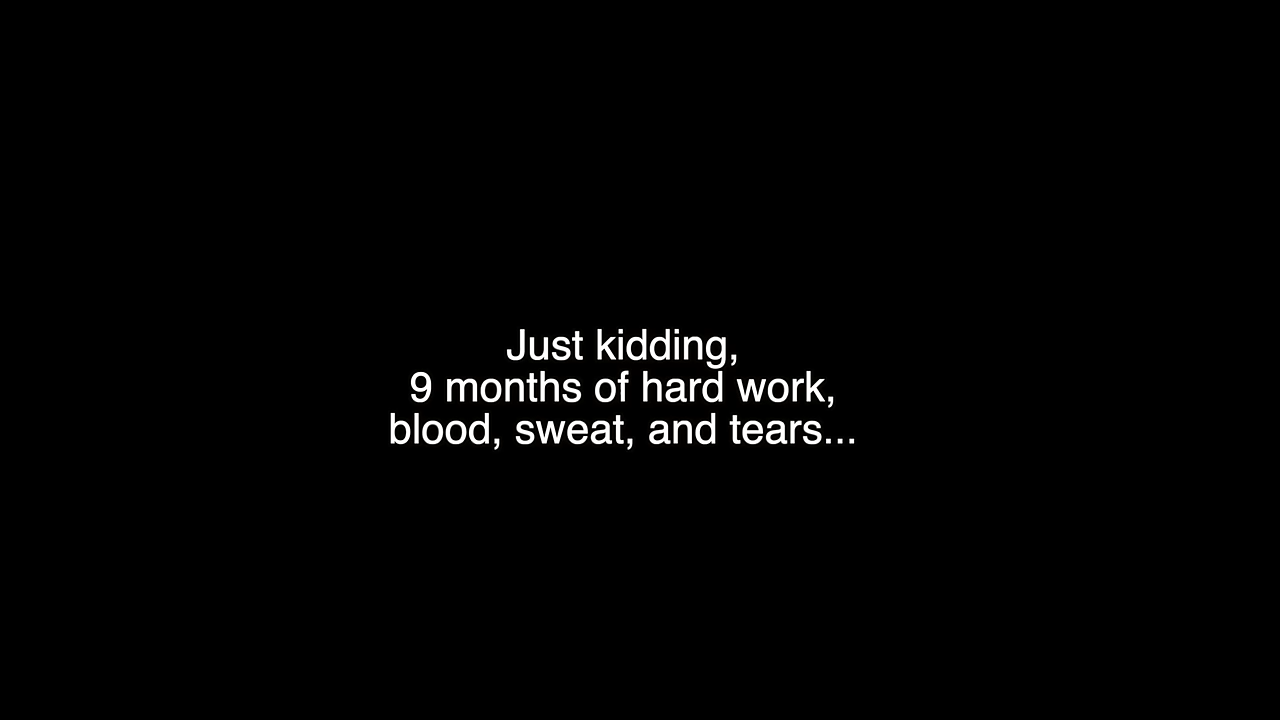 Just kidding,
9 months of hard work,
blood, sweat, and tears...